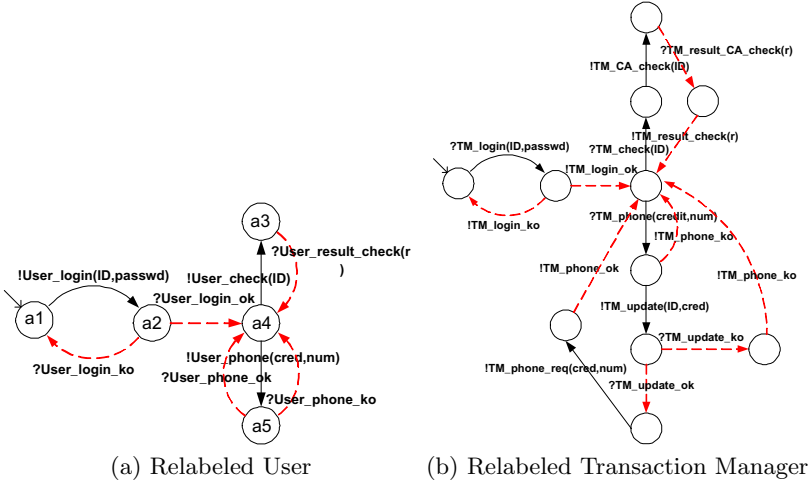 a3
?User_result_check(r
)
!User_login(ID,passwd)
!User_check(ID)
?User_login_ok
a1
a2
a4
?User_login_ko
!User_phone(cred,num)
?User_phone_ok
?User_phone_ko
a5
(a) Relabeled User
?TM_result_CA_check(r)
!TM_CA_check(ID)
!TM_result_check(r)
?TM_check(ID)
?TM_login(ID,passwd)
!TM_login_ok
!TM_login_ko
?TM_phone(credit,num)
!TM_phone_ko
!TM_phone_ok
!TM_phone_ko
!TM_update(ID,cred)
?TM_update_ko
!TM_phone_req(cred,num)
?TM_update_ok
(b) Relabeled Transaction Manager